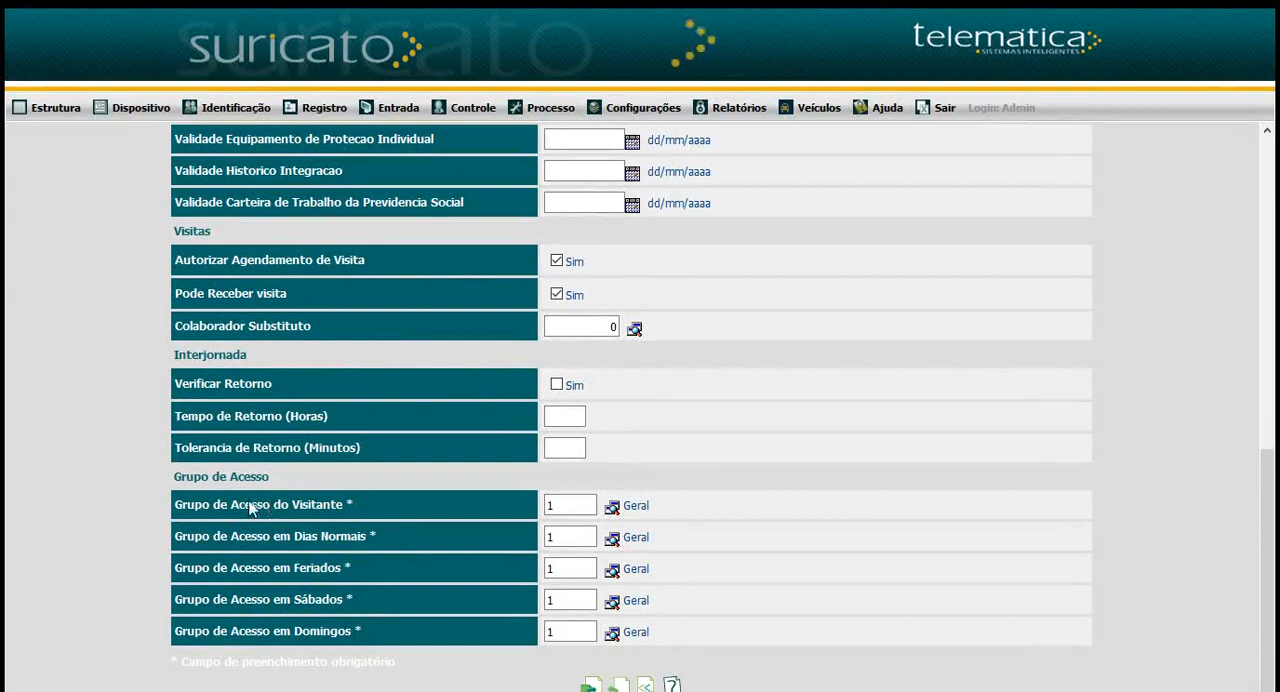 suricato
telemática
SISTEMAS INTELIGENTES
Estrutura Dispositivo Identificação Registro Entrada Controle Processo Configurações Relatórios Veículos Ajuda Sair Login: Admin
Validade Equipamento de Protecao Individual dd/mm/aaaa
Validade Historico Integracao dd/mm/aaaa
Validade Carteira de Trabalho da Previdencia Social dd/mm/aaaa
Visitas
Autorizar Agendamento de Visita Sim
Pode Receber visita Sim
Colaborador Substituto 0
Interjornada
Verificar Retorno Sim
Tempo de Retorno (Horas)
Tolerancia de Retorno (Minutos)
Grupo de Acesso
Grupo de Acesso do Visitante * 1 Geral
Grupo de Acesso em Dias Normais * 1 Geral
Grupo de Acesso em Feriados * 1 Geral
Grupo de Acesso em Sábados * 1 Geral
Grupo de Acesso em Domingos * 1 Geral
* Campo de preenchimento obrigatório